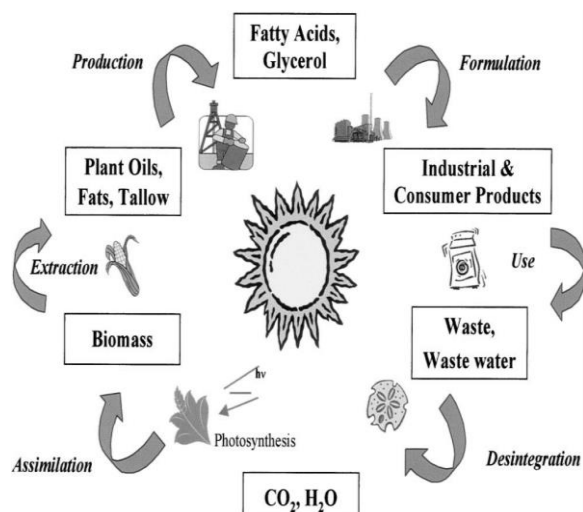 Fatty Acids,
Glycerol
Production
Formulation
Plant Oils,
Fats, Tallow
Industrial &
Consumer Products
Extraction
Use
Biomass
Waste,
Waste water
hν
Photosynthesis
Assimilation
Desintegration
CO₂, H₂O